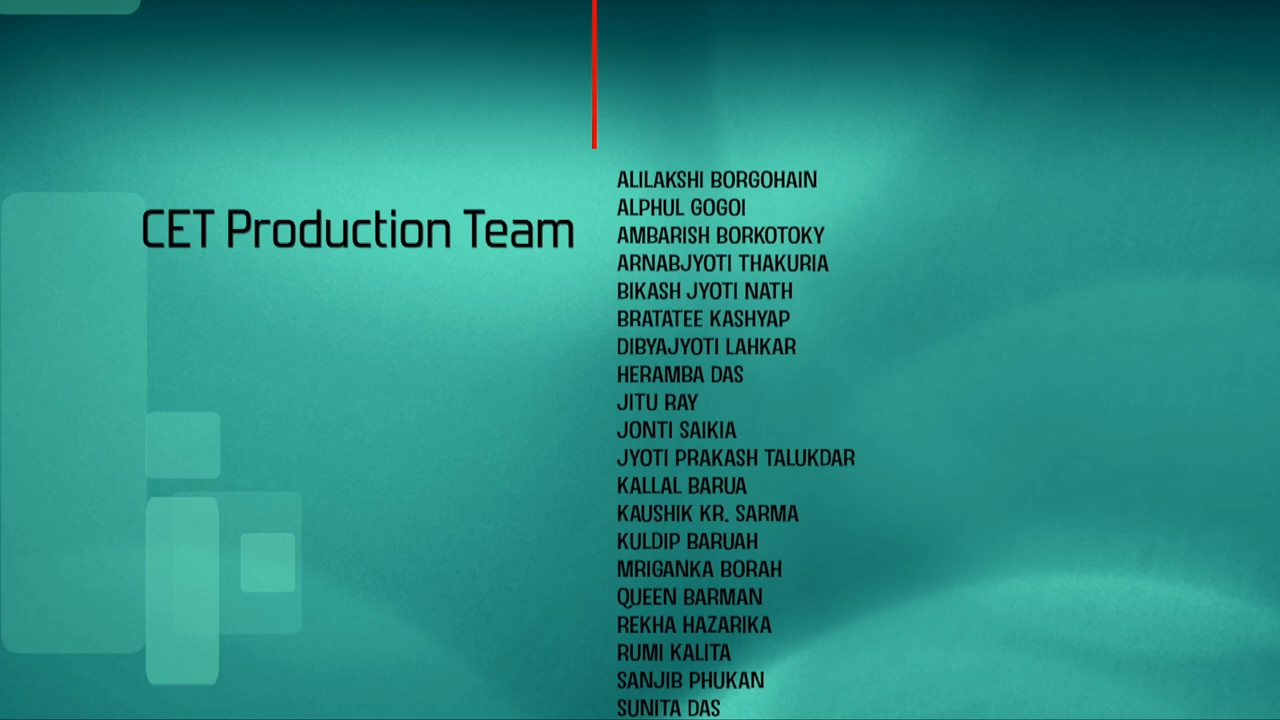 CET Production Team
ALILAKSHI BORGOHAIN
ALPHUL GOGOI
AMBARISH BORKOTOKY
ARNABJYOTI THAKURIA
BIKASH JYOTI NATH
BRATATEE KASHYAP
DIBYAJYOTI LAHKAR
HERAMBA DAS
JITU RAY
JONTI SAIKIA
JYOTI PRAKASH TALUKDAR
KALLAL BARUA
KAUSHIK KR. SARMA
KULDIP BARUAH
MRIGANKA BORAH
QUEEN BARMAN
REKHA HAZARIKA
RUMI KALITA
SANJIB PHUKAN
SUNITA DAS